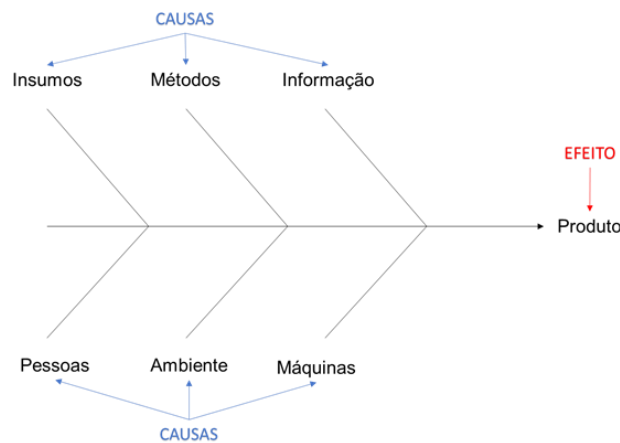 CAUSAS
Insumos Métodos Informação
EFEITO
Produto
Pessoas Ambiente Máquinas
CAUSAS